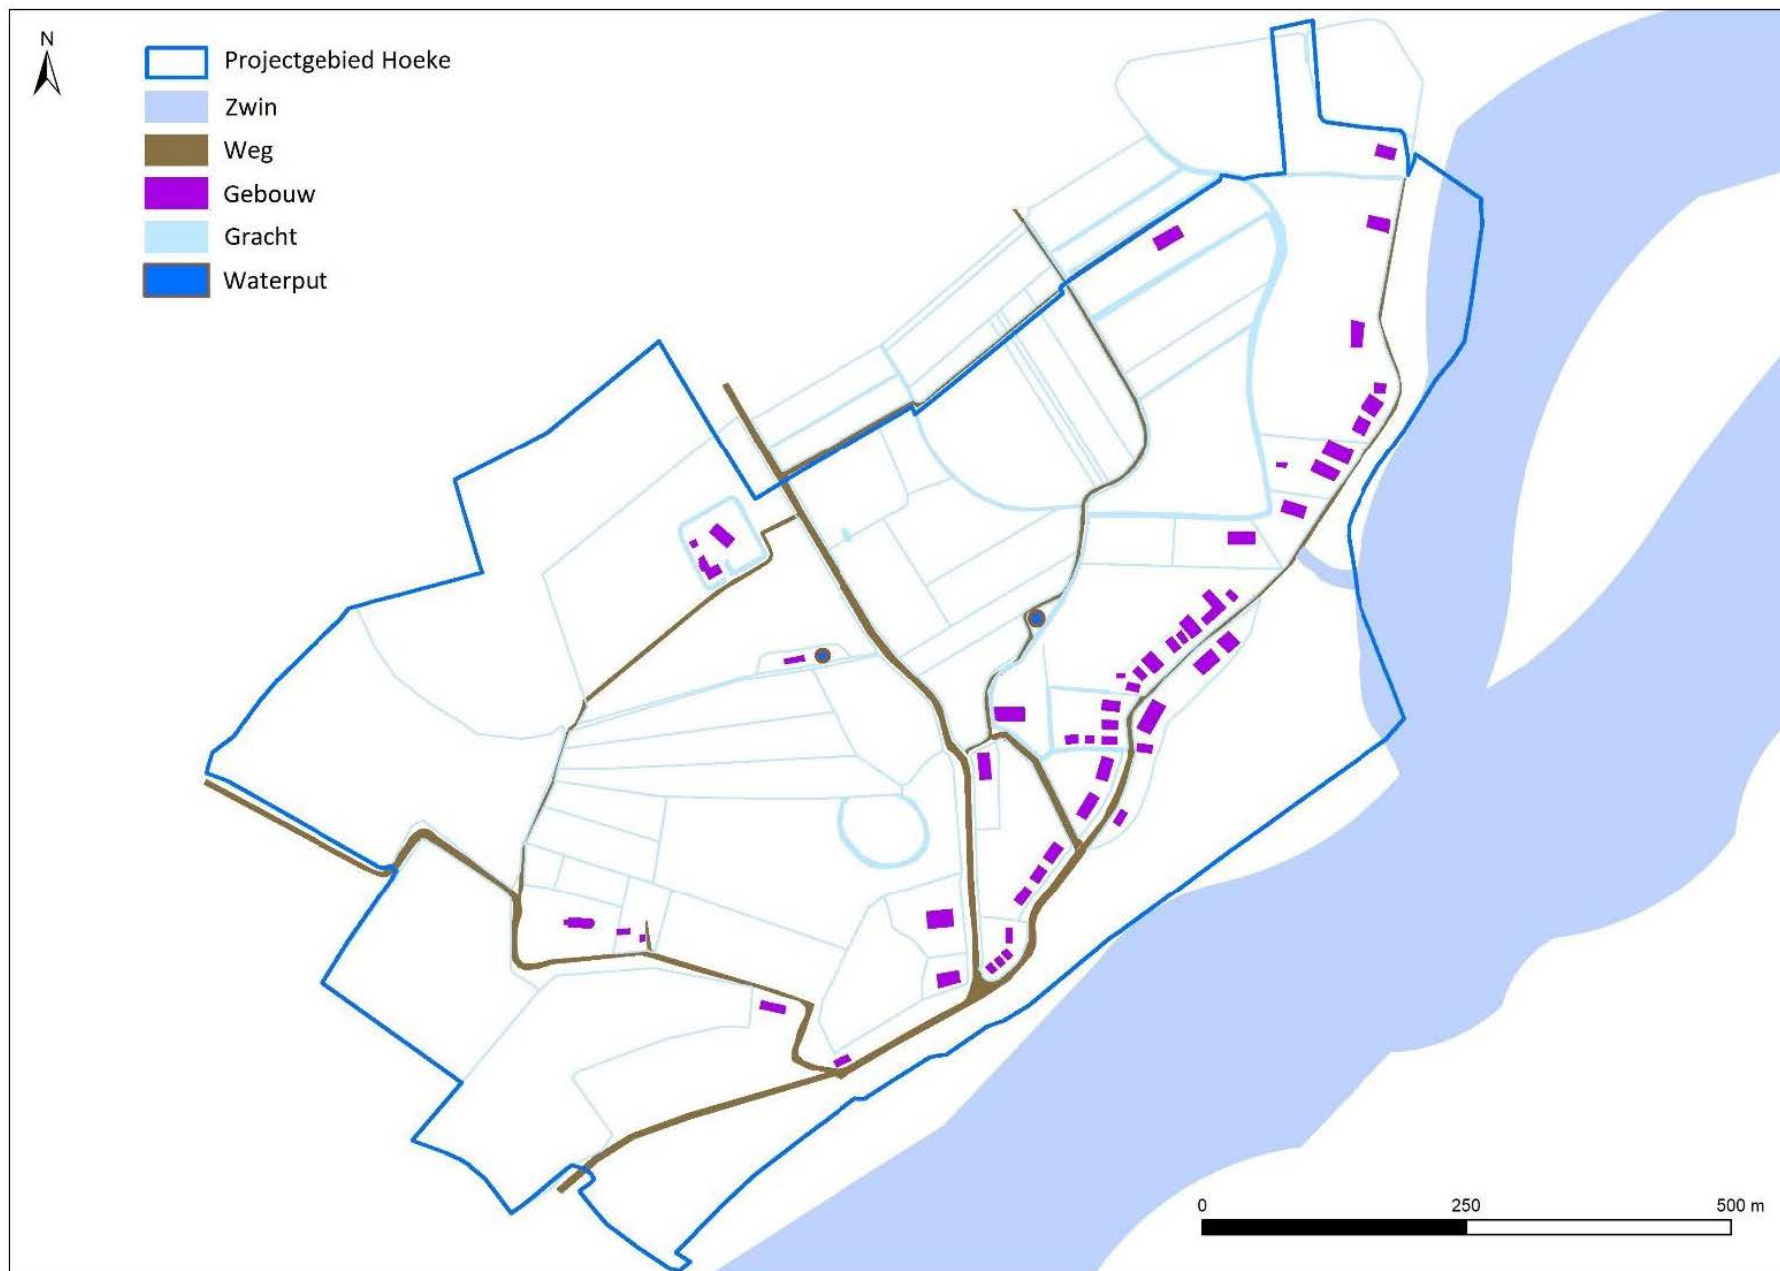 N
Projectgebied Hoeke
Zwin
Weg
Gebouw
Gracht
Waterput
0 250 500 m